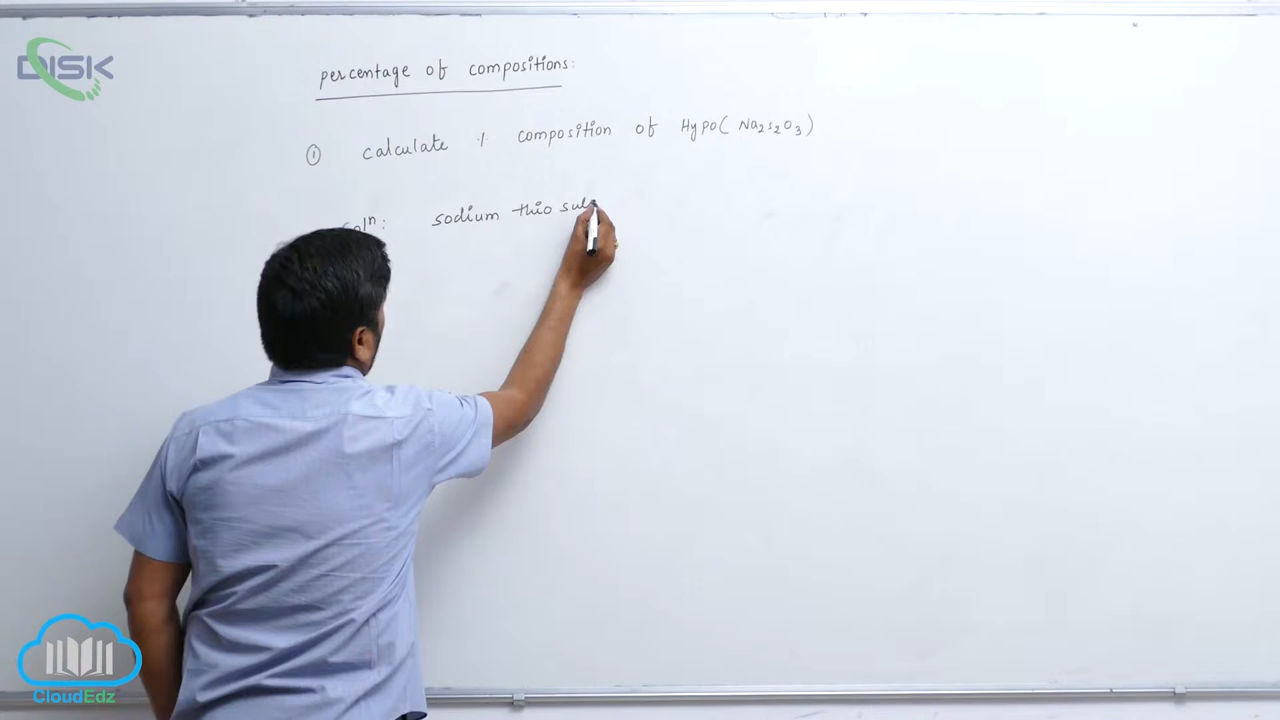 DISK
percentage of compositions:
① calculate % composition of Hypo( Na₂S₂O₃)
Solⁿ: sodium thio sul
CloudEdz